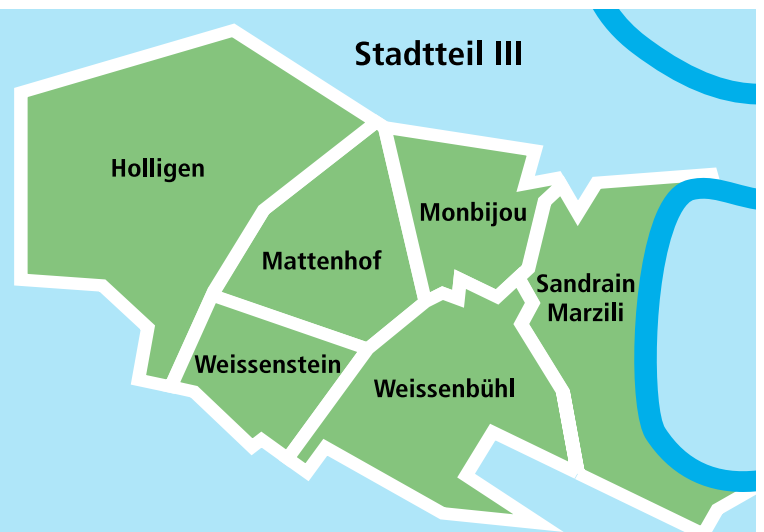 Stadtteil III
Holligen
Monbijou
Mattenhof
Sandrain
Marzili
Weissenstein
Weissenbühl